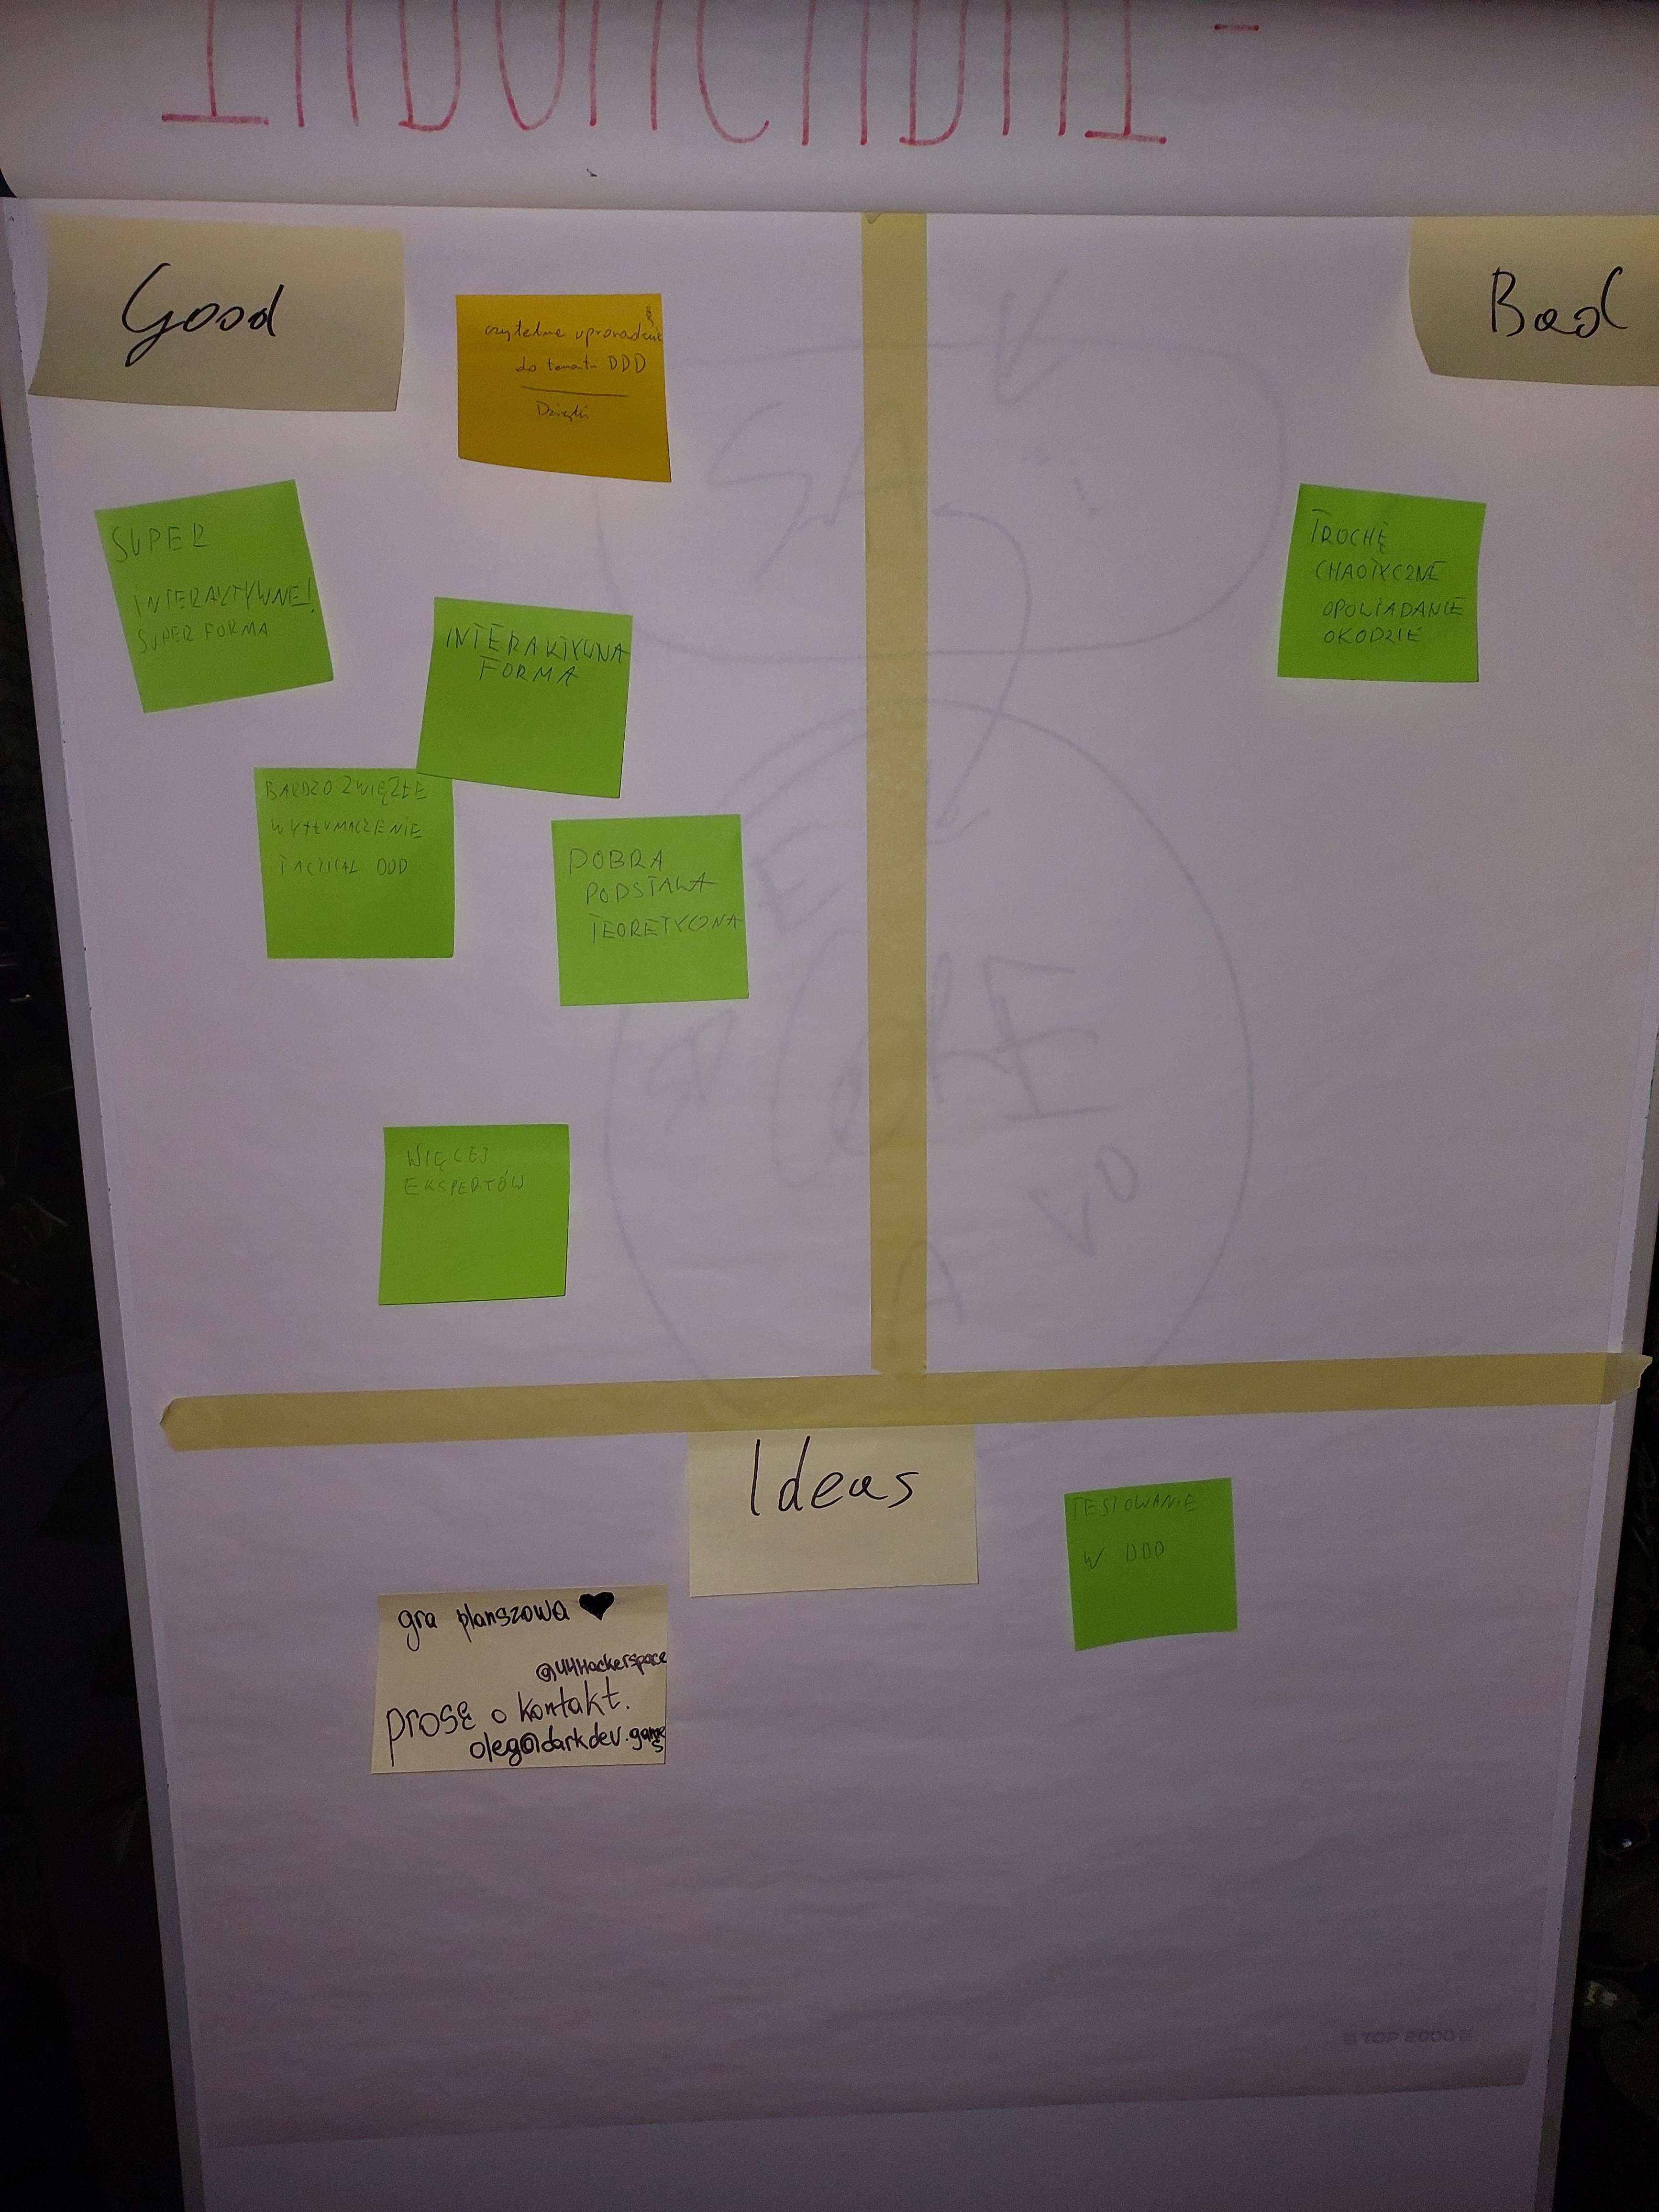 Good
Bad
czytelne wprowadzenie
do tematu DDD
Dzięki
SUPER
INTERAKTYWNE!
SUPER FORMA
INTERAKTYWNA
FORMA
BARDZO ZWIĘZŁE
WYTŁUMACZENIE
TACTICAL DDD
DOBRA
PODSTAWA
TEORETYCZNA
WIĘCEJ
EKSPERTÓW
TROCHĘ
CHAOTYCZNE
OPOWIADANIE
O KODZIE
Ideas
TESTOWANIE
W DDD
gra planszowa
@44Hackerspace
proszę o kontakt.
oleg@darkdev.games
TOP 2000